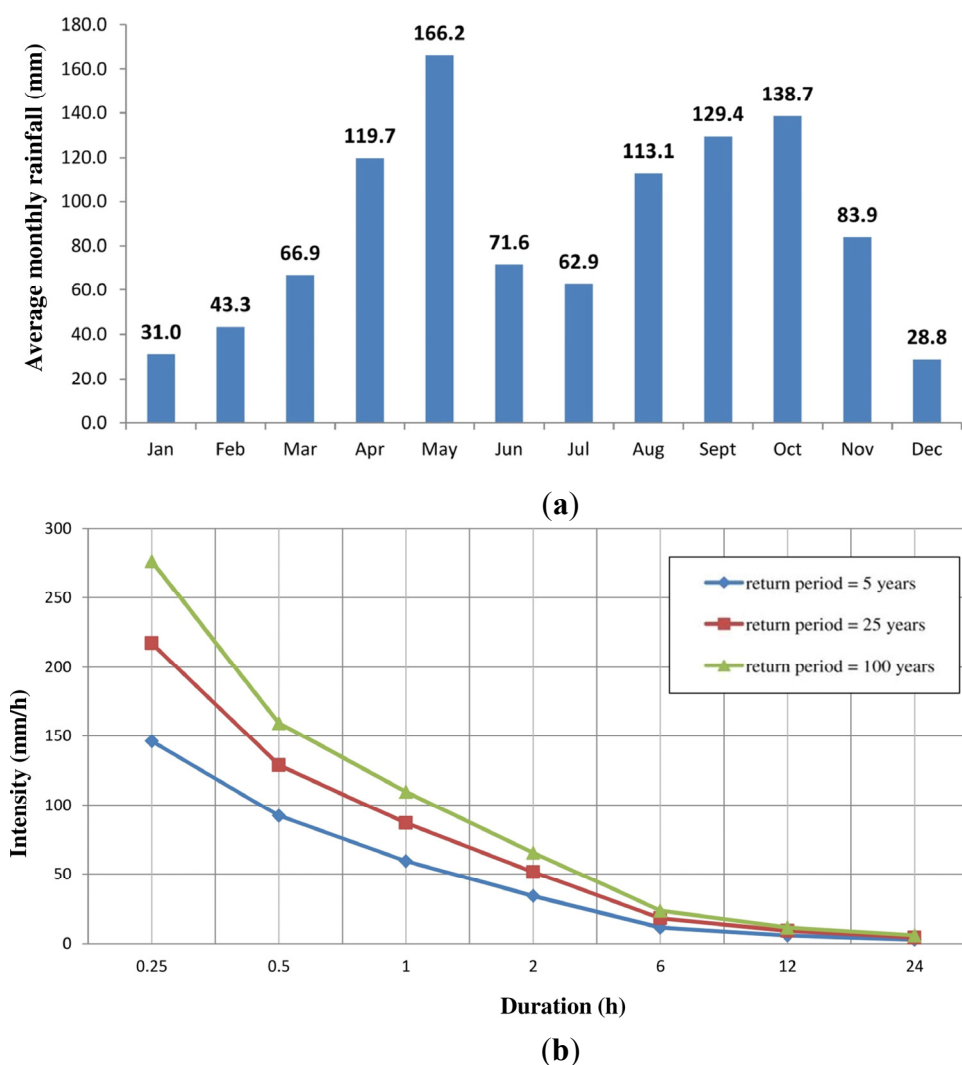 Average monthly rainfall (mm)
180.0
160.0
140.0
120.0
100.0
80.0
60.0
40.0
20.0
0.0
31.0
43.3
66.9
119.7
166.2
71.6
62.9
113.1
129.4
138.7
83.9
28.8
Jan Feb Mar Apr May Jun Jul Aug Sept Oct Nov Dec
(a)
Intensity (mm/h)
300
250
200
150
100
50
0
return period = 5 years
return period = 25 years
return period = 100 years
0.25 0.5 1 2 6 12 24
Duration (h)
(b)